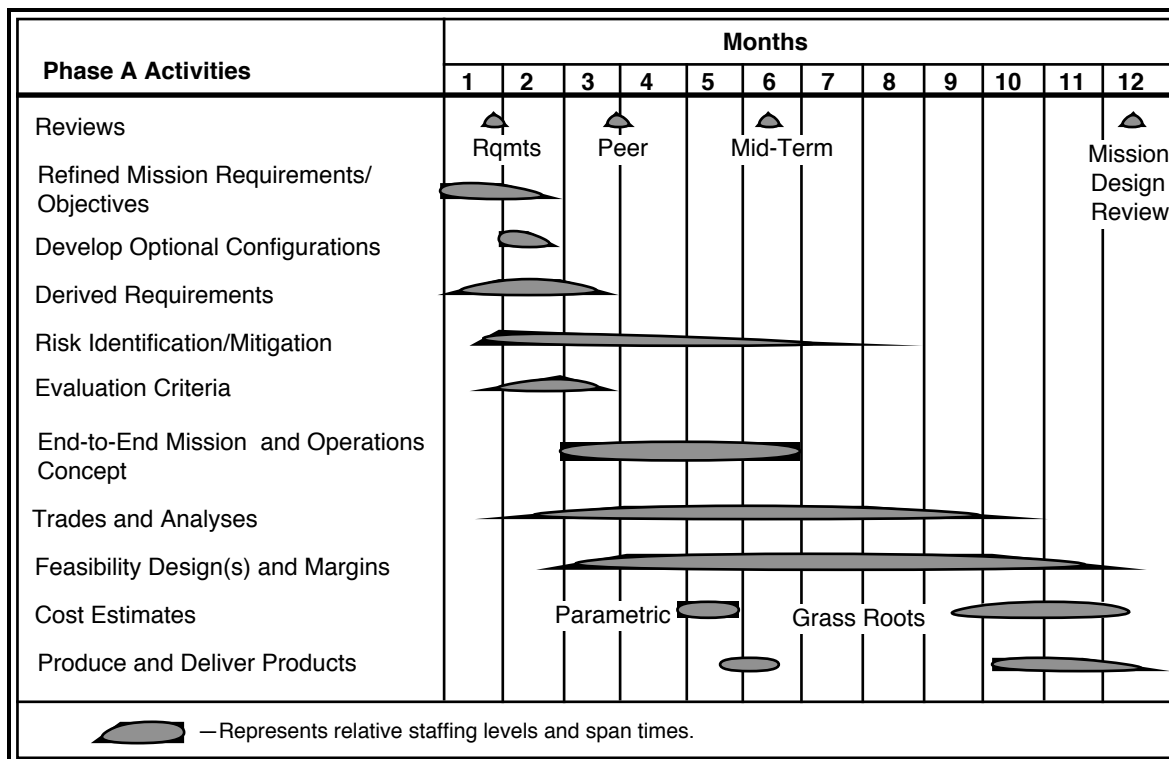 Phase A Activities
Months
1 2 3 4 5 6 7 8 9 10 11 12
Reviews
Rqmts Peer Mid-Term
Mission
Design
Review
Refined Mission Requirements/
Objectives
Develop Optional Configurations
Derived Requirements
Risk Identification/Mitigation
Evaluation Criteria
End-to-End Mission and Operations
Concept
Trades and Analyses
Feasibility Design(s) and Margins
Cost Estimates
Parametric
Grass Roots
Produce and Deliver Products
—Represents relative staffing levels and span times.